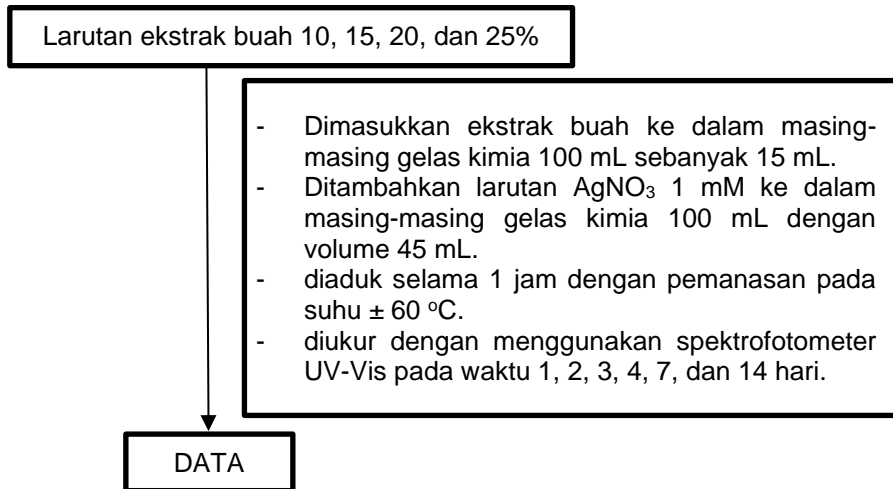 Larutan ekstrak buah 10, 15, 20, dan 25%
- Dimasukkan ekstrak buah ke dalam masing-
masing gelas kimia 100 mL sebanyak 15 mL.
- Ditambahkan larutan AgNO₃ 1 mM ke dalam
masing-masing gelas kimia 100 mL dengan
volume 45 mL.
- diaduk selama 1 jam dengan pemanasan pada
suhu ± 60 ᵒC.
- diukur dengan menggunakan spektrofotometer
UV-Vis pada waktu 1, 2, 3, 4, 7, dan 14 hari.
DATA